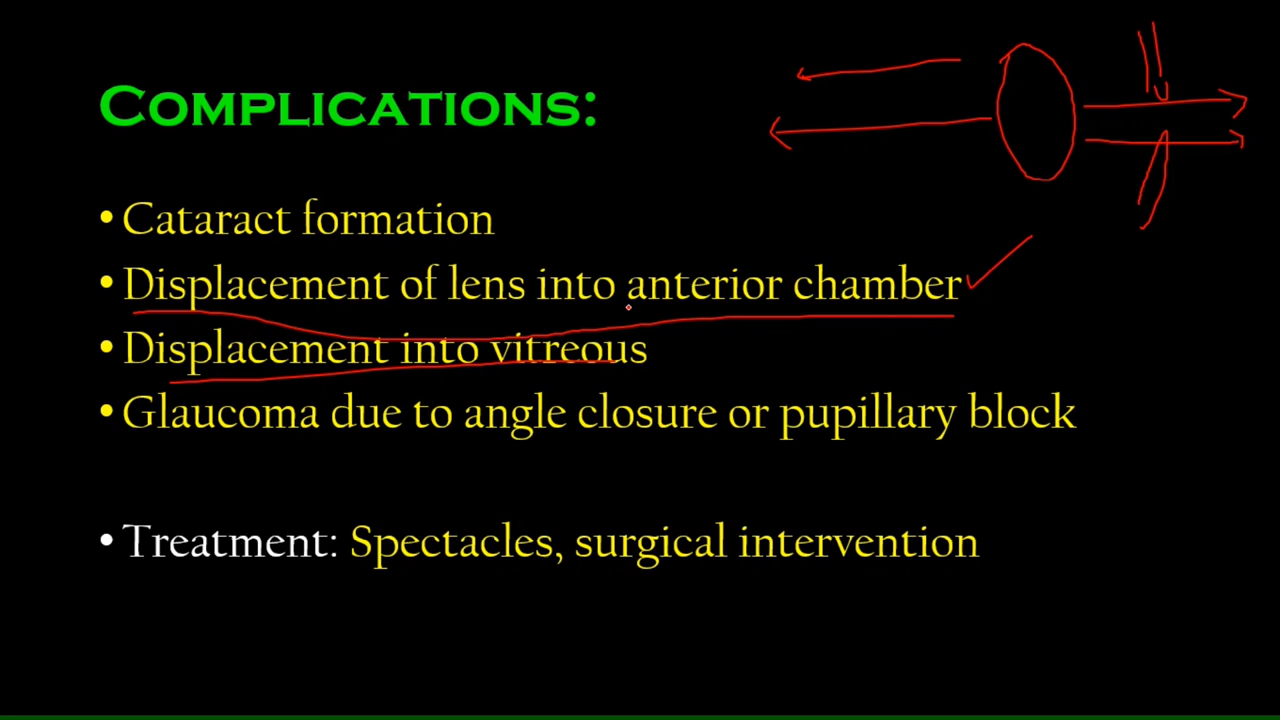 COMPLICATIONS:
• Cataract formation
• Displacement of lens into anterior chamber
• Displacement into vitreous
• Glaucoma due to angle closure or pupillary block
• Treatment: Spectacles, surgical intervention